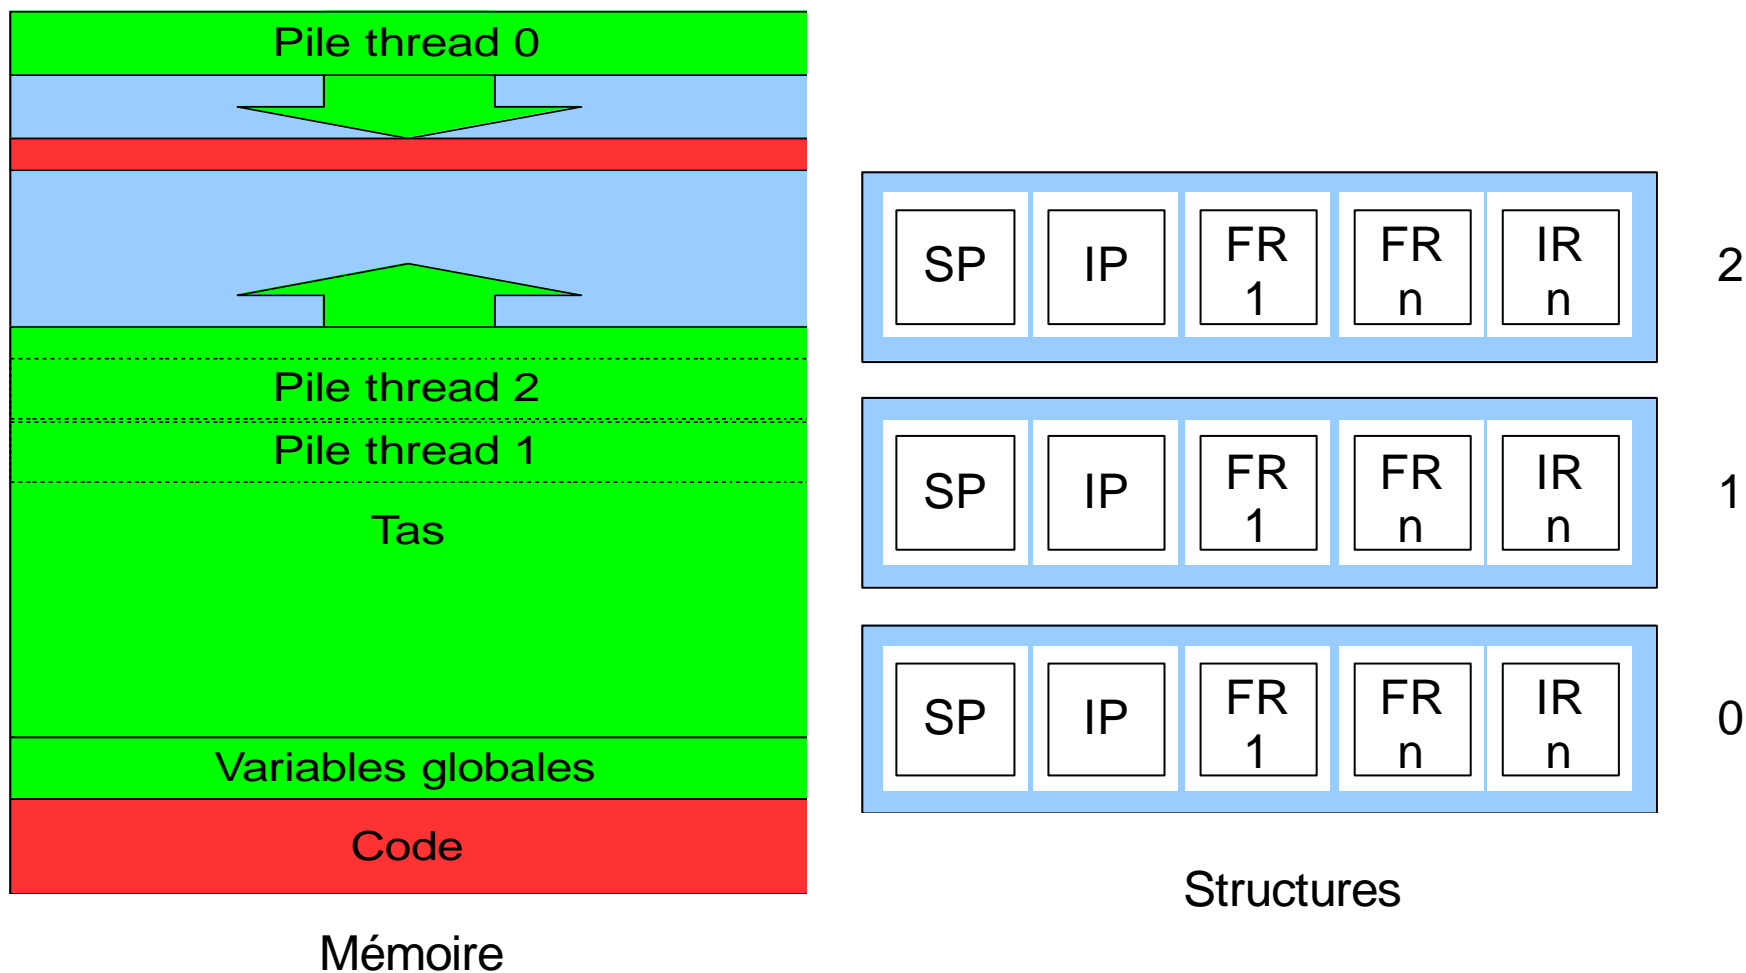 Pile thread 0
Pile thread 2
Pile thread 1
Tas
Variables globales
Code
Mémoire
SP IP FR 1 FR n IR n 2
SP IP FR 1 FR n IR n 1
SP IP FR 1 FR n IR n 0
Structures